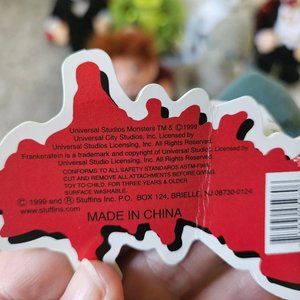 Universal Studios Monsters ™ & © 1999
Universal City Studios, Inc. Licensed by
Universal Studios Licensing, Inc. All Rights Reserved.
Frankenstein is a trademark and copyright of Universal Studios. Licensed by
Universal Studios Licensing, Inc. All Rights Reserved.
CONFORMS TO ALL SAFETY STANDARDS ASTM-F963
CUT AND REMOVE ALL ATTACHMENTS BEFORE GIVING
TOY TO CHILD. FOR THREE YEARS & OLDER
SURFACE WASHABLE.
© 1999 and ® Stuffins Inc. P.O. BOX 124, BRIELLE, NJ 08730-0124
www.stuffins.com
MADE IN CHINA